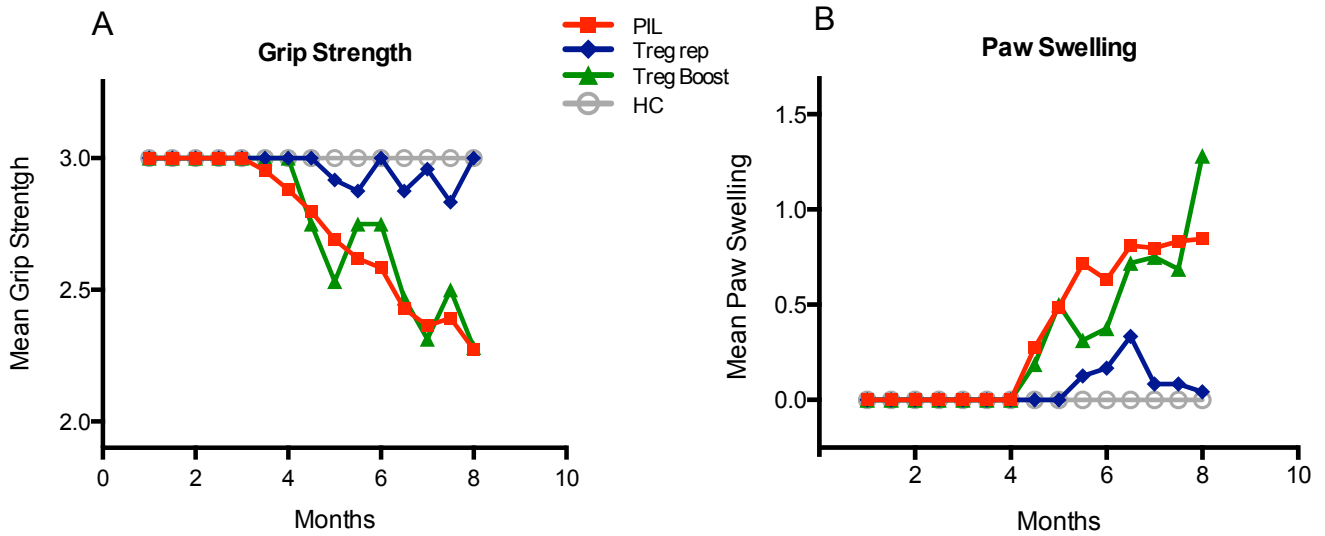 A
Grip Strength
PIL
Treg rep
Treg Boost
HC
B
Paw Swelling
Mean Grip Strentgh
3.0
2.5
2.0
0
2
4
6
8
10
Months
Mean Paw Swelling
1.5
1.0
0.5
0.0
2
4
6
8
10
Months